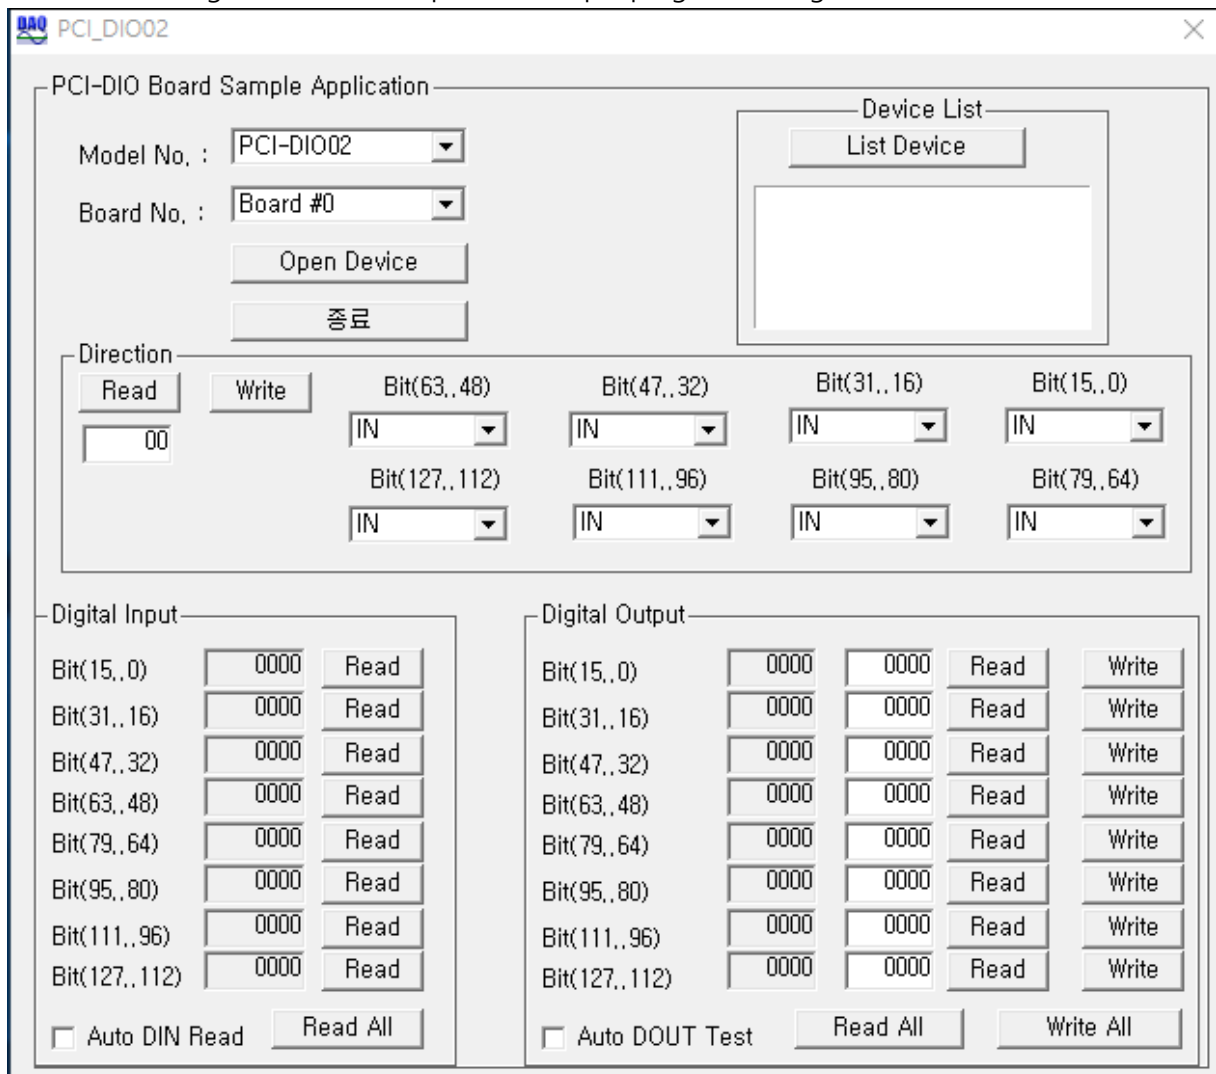 PCI_DIO02
PCI-DIO Board Sample Application
Model No, : PCI-DIO02
Board No, : Board #0
Open Device
종료
Device List
List Device
Direction
Read Write Bit(63,,48) Bit(47,,32) Bit(31,,16) Bit(15,,0)
00 IN IN IN IN
Bit(127,,112) Bit(111,,96) Bit(95,,80) Bit(79,,64)
IN IN IN IN
Digital Input
Bit(15,,0) 0000 Read
Bit(31,,16) 0000 Read
Bit(47,,32) 0000 Read
Bit(63,,48) 0000 Read
Bit(79,,64) 0000 Read
Bit(95,,80) 0000 Read
Bit(111,,96) 0000 Read
Bit(127,,112) 0000 Read
Auto DIN Read Read All
Digital Output
Bit(15,,0) 0000 0000 Read Write
Bit(31,,16) 0000 0000 Read Write
Bit(47,,32) 0000 0000 Read Write
Bit(63,,48) 0000 0000 Read Write
Bit(79,,64) 0000 0000 Read Write
Bit(95,,80) 0000 0000 Read Write
Bit(111,,96) 0000 0000 Read Write
Bit(127,,112) 0000 0000 Read Write
Auto DOUT Test Read All Write All